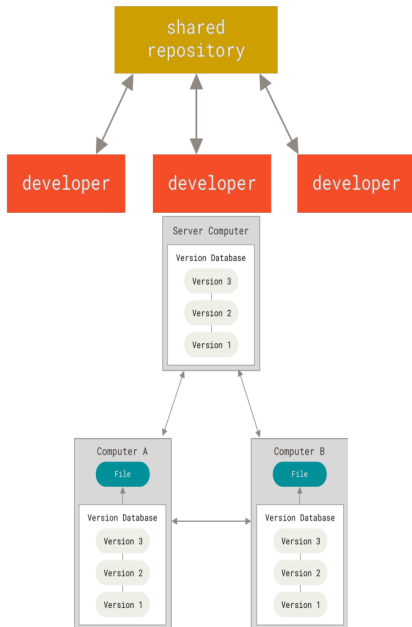 shared
repository
developer
developer
developer
Server Computer
Version Database
Version 3
Version 2
Version 1
Computer A
File
Version Database
Version 3
Version 2
Version 1
Computer B
File
Version Database
Version 3
Version 2
Version 1